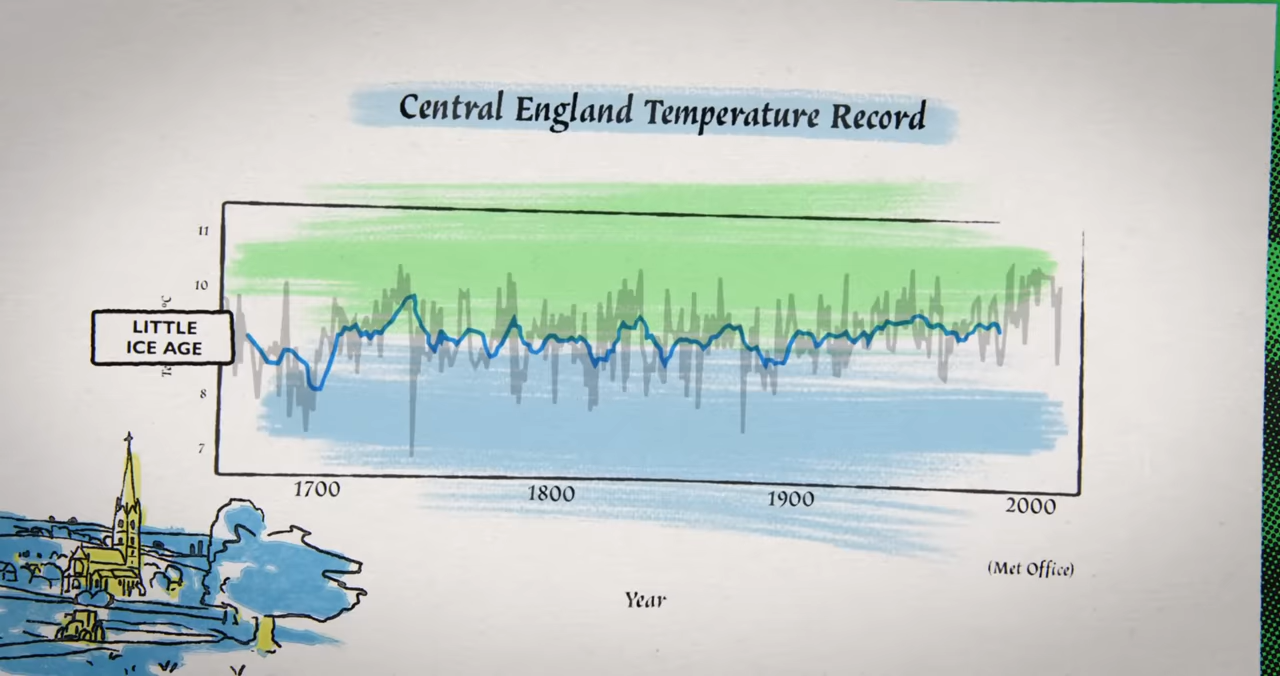 Central England Temperature Record
11
10
°C
LITTLE
ICE AGE
8
7
1700
1800
1900
2000
(Met Office)
Year